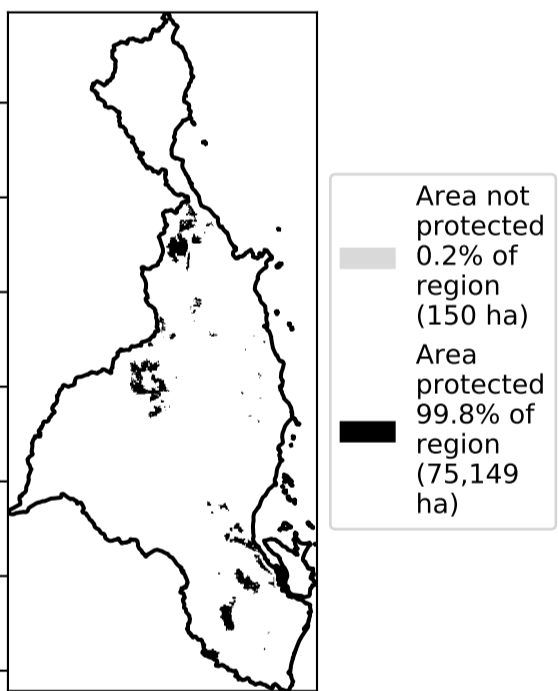 Area not
protected
0.2% of
region
(150 ha)
Area
protected
99.8% of
region
(75,149
ha)